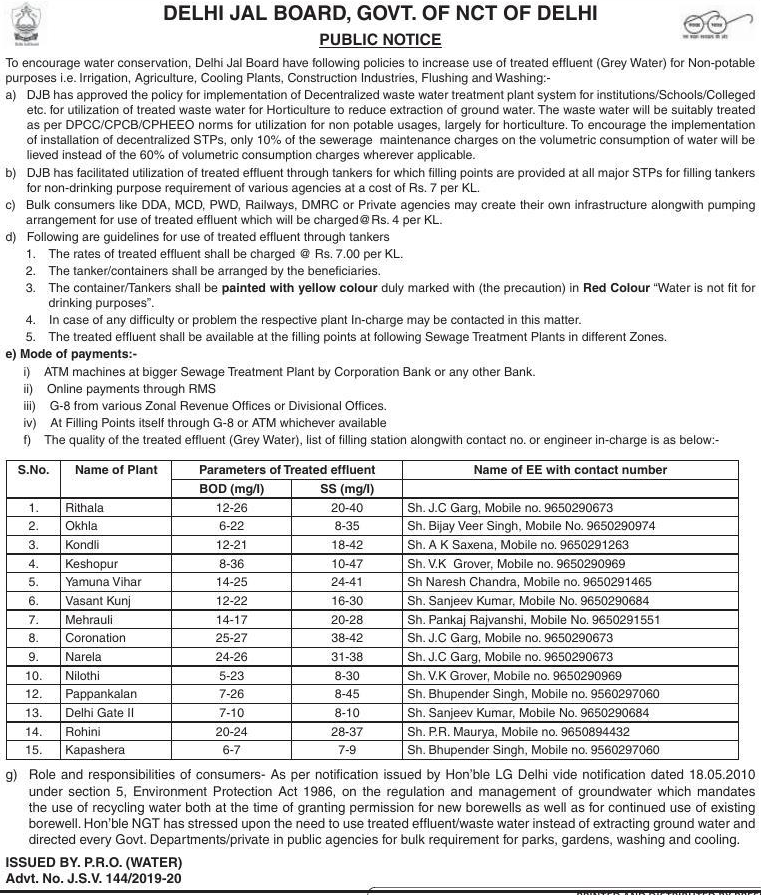 DELHI JAL BOARD, GOVT. OF NCT OF DELHI
PUBLIC NOTICE
To encourage water conservation, Delhi Jal Board have following policies to increase use of treated effluent (Grey Water) for Non-potable
purposes i.e. Irrigation, Agriculture, Cooling Plants, Construction Industries, Flushing and Washing:-
a) DJB has approved the policy for implementation of Decentralized waste water treatment plant system for institutions/Schools/Colleged
etc. for utilization of treated waste water for Horticulture to reduce extraction of ground water. The waste water will be suitably treated
as per DPCC/CPCB/CPHEEO norms for utilization for non potable usages, largely for horticulture. To encourage the implementation
of installation of decentralized STPs, only 10% of the sewerage maintenance charges on the volumetric consumption of water will be
lieved instead of the 60% of volumetric consumption charges wherever applicable.
b) DJB has facilitated utilization of treated effluent through tankers for which filling points are provided at all major STPs for filling tankers
for non-drinking purpose requirement of various agencies at a cost of Rs. 7 per KL.
c) Bulk consumers like DDA, MCD, PWD, Railways, DMRC or Private agencies may create their own infrastructure alongwith pumping
arrangement for use of treated effluent which will be charged@Rs. 4 per KL.
d) Following are guidelines for use of treated effluent through tankers
1. The rates of treated effluent shall be charged @ Rs. 7.00 per KL.
2. The tanker/containers shall be arranged by the beneficiaries.
3. The container/Tankers shall be painted with yellow colour duly marked with (the precaution) in Red Colour “Water is not fit for
drinking purposes”.
4. In case of any difficulty or problem the respective plant In-charge may be contacted in this matter.
5. The treated effluent shall be available at the filling points at following Sewage Treatment Plants in different Zones.
e) Mode of payments:-
i) ATM machines at bigger Sewage Treatment Plant by Corporation Bank or any other Bank.
ii) Online payments through RMS
iii) G-8 from various Zonal Revenue Offices or Divisional Offices.
iv) At Filling Points itself through G-8 or ATM whichever available
f) The quality of the treated effluent (Grey Water), list of filling station alongwith contact no. or engineer in-charge is as below:-
S.No. Name of Plant Parameters of Treated effluent Name of EE with contact number
BOD (mg/l) SS (mg/l)
1. Rithala 12-26 20-40 Sh. J.C Garg, Mobile no. 9650290673
2. Okhla 6-22 8-35 Sh. Bijay Veer Singh, Mobile No. 9650290974
3. Kondli 12-21 18-42 Sh. A K Saxena, Mobile no. 9650291263
4. Keshopur 8-36 10-47 Sh. V.K Grover, Mobile no. 9650290969
5. Yamuna Vihar 14-25 24-41 Sh Naresh Chandra, Mobile no. 9650291465
6. Vasant Kunj 12-22 16-30 Sh. Sanjeev Kumar, Mobile No. 9650290684
7. Mehrauli 14-17 20-28 Sh. Pankaj Rajvanshi, Mobile No. 9650291551
8. Coronation 25-27 38-42 Sh. J.C Garg, Mobile no. 9650290673
9. Narela 24-26 31-38 Sh. J.C Garg, Mobile no. 9650290673
10. Nilothi 5-23 8-30 Sh. V.K Grover, Mobile no. 9650290969
12. Pappankalan 7-26 8-45 Sh. Bhupender Singh, Mobile no. 9560297060
13. Delhi Gate II 7-10 8-10 Sh. Sanjeev Kumar, Mobile no. 9650290684
14. Rohini 20-24 28-37 Sh. P.R. Maurya, Mobile no. 9650894432
15. Kapashera 6-7 7-9 Sh. Bhupender Singh, Mobile no. 9560297060
g) Role and responsibilities of consumers- As per notification issued by Hon’ble LG Delhi vide notification dated 18.05.2010
under section 5, Environment Protection Act 1986, on the regulation and management of groundwater which mandates
the use of recycling water both at the time of granting permission for new borewells as well as for continued use of existing
borewell. Hon’ble NGT has stressed upon the need to use treated effluent/waste water instead of extracting ground water and
directed every Govt. Departments/private in public agencies for bulk requirement for parks, gardens, washing and cooling.
ISSUED BY. P.R.O. (WATER)
Advt. No. J.S.V. 144/2019-20